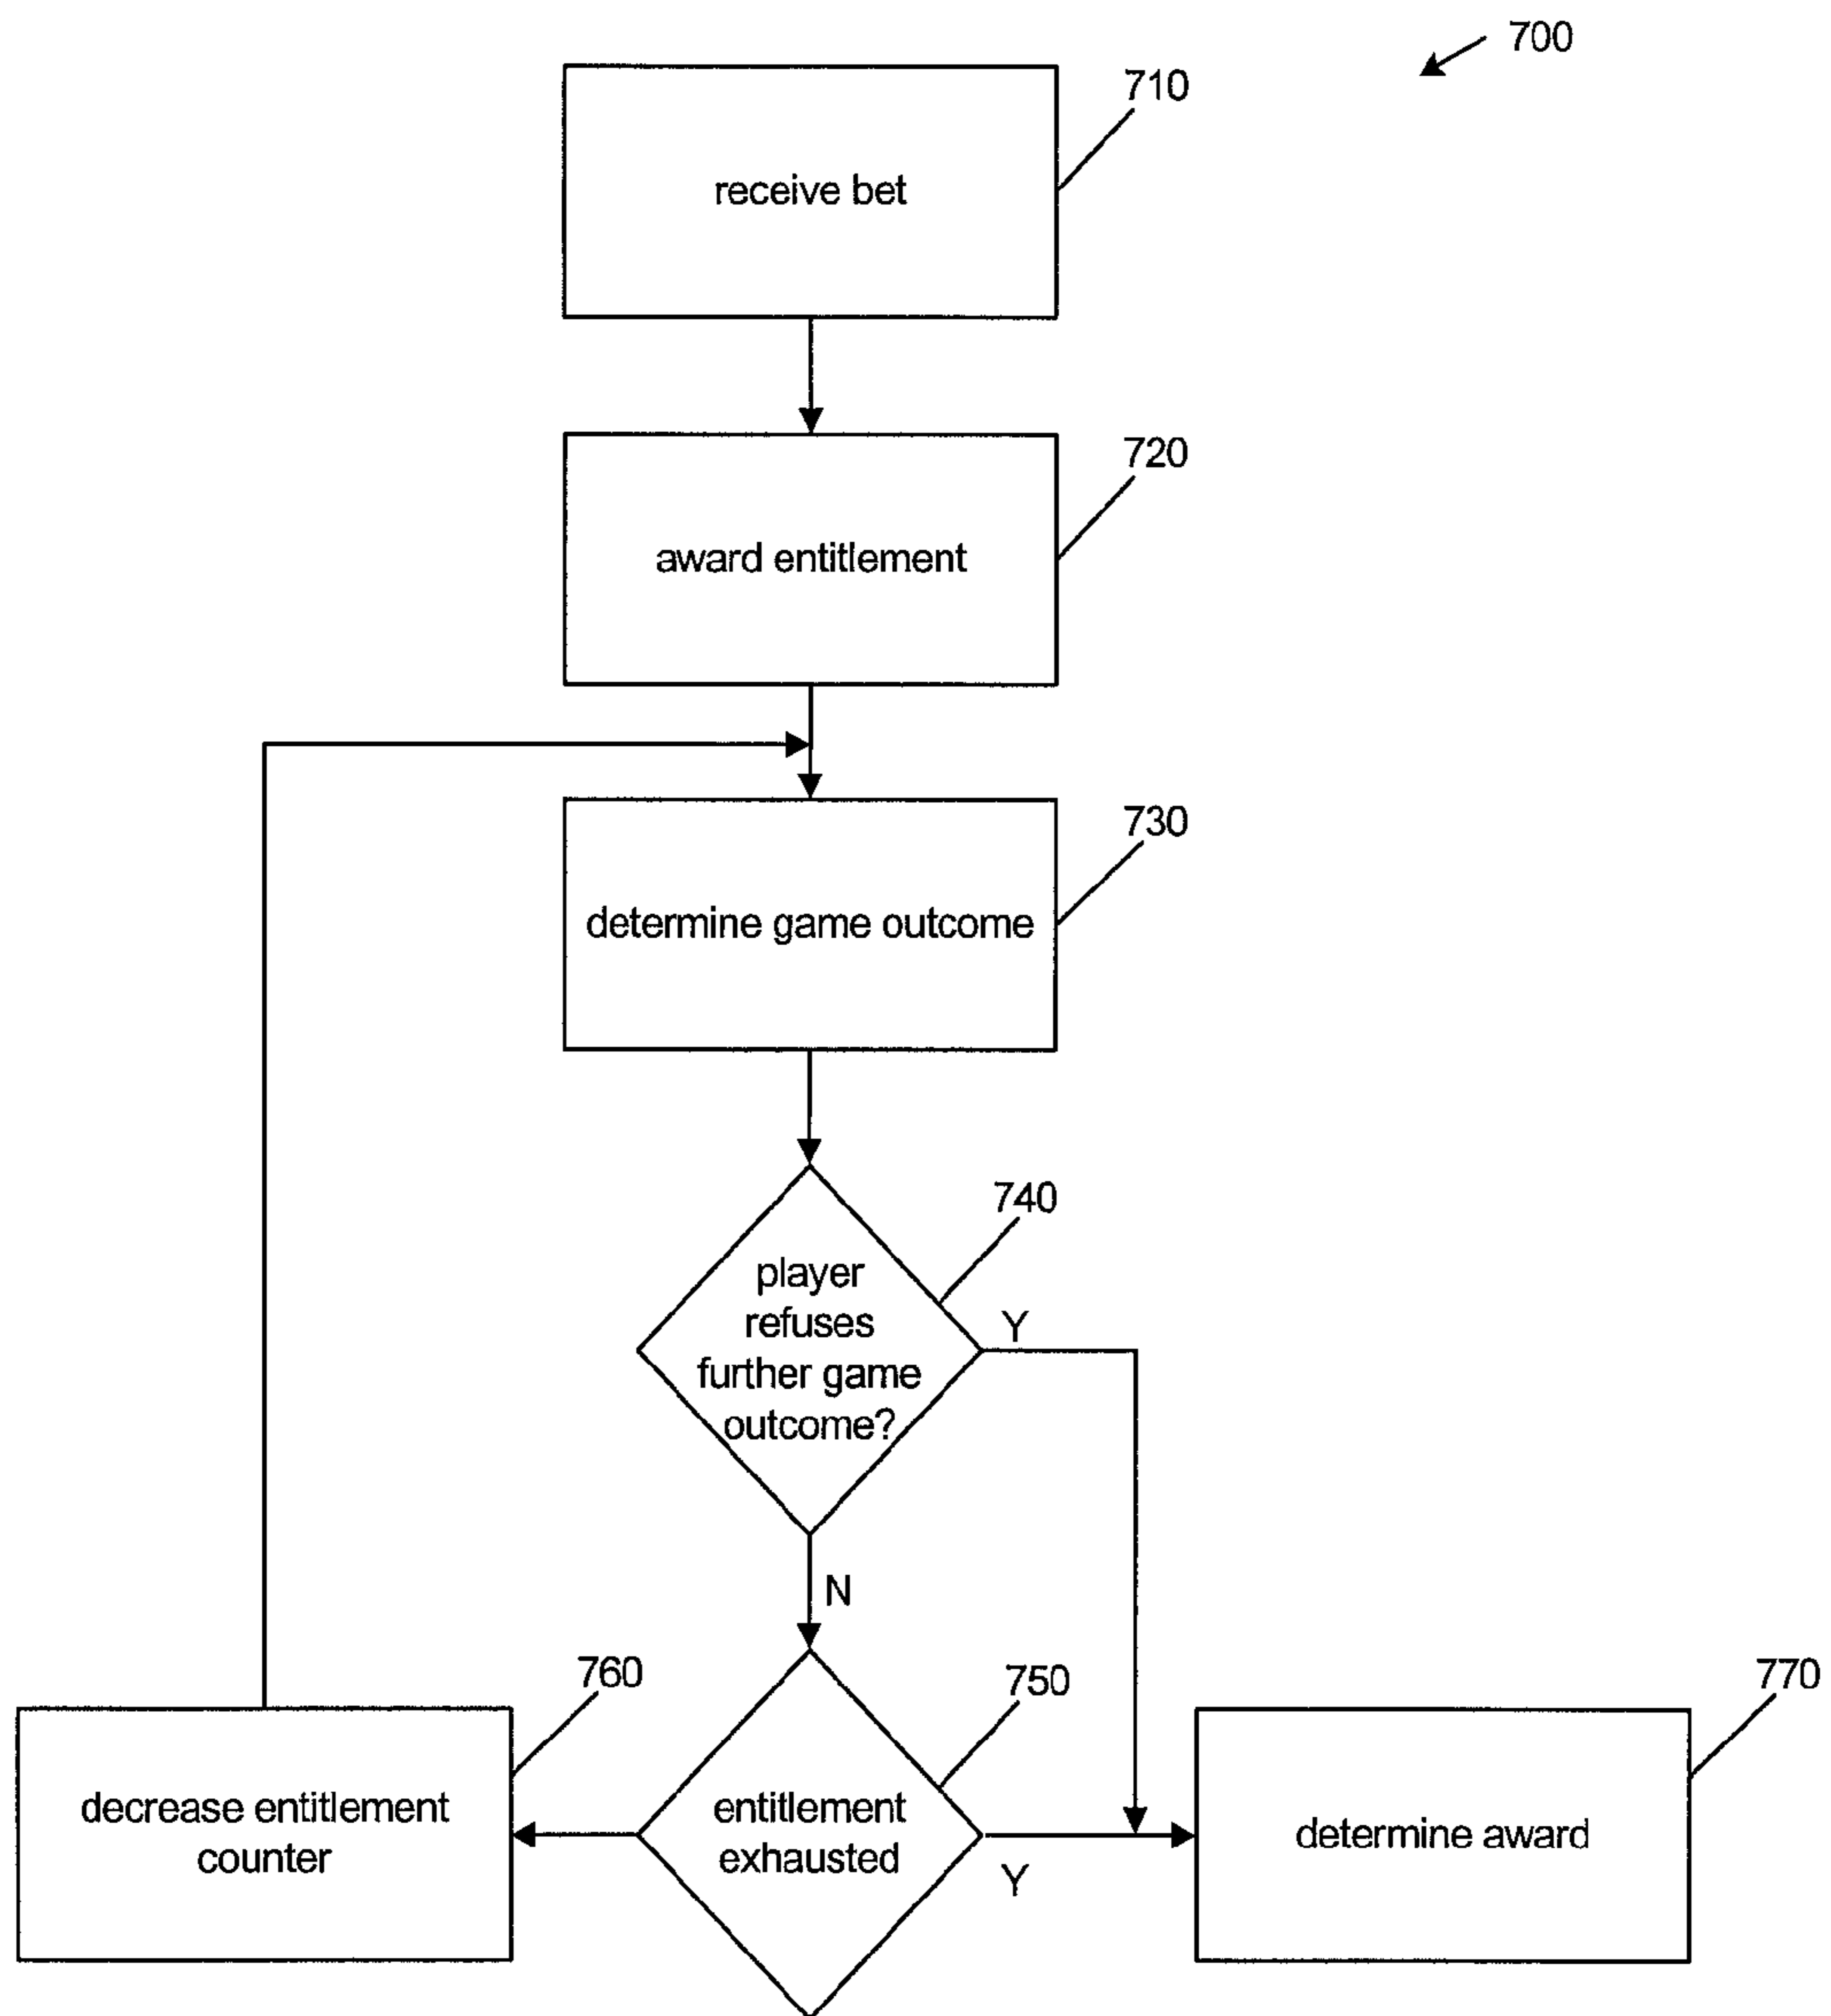 700
710
receive bet
720
award entitlement
730
determine game outcome
740
player
refuses
further game
outcome?
Y
N
760
750
770
decrease entitlement
counter
entitlement
exhausted
Y
determine award